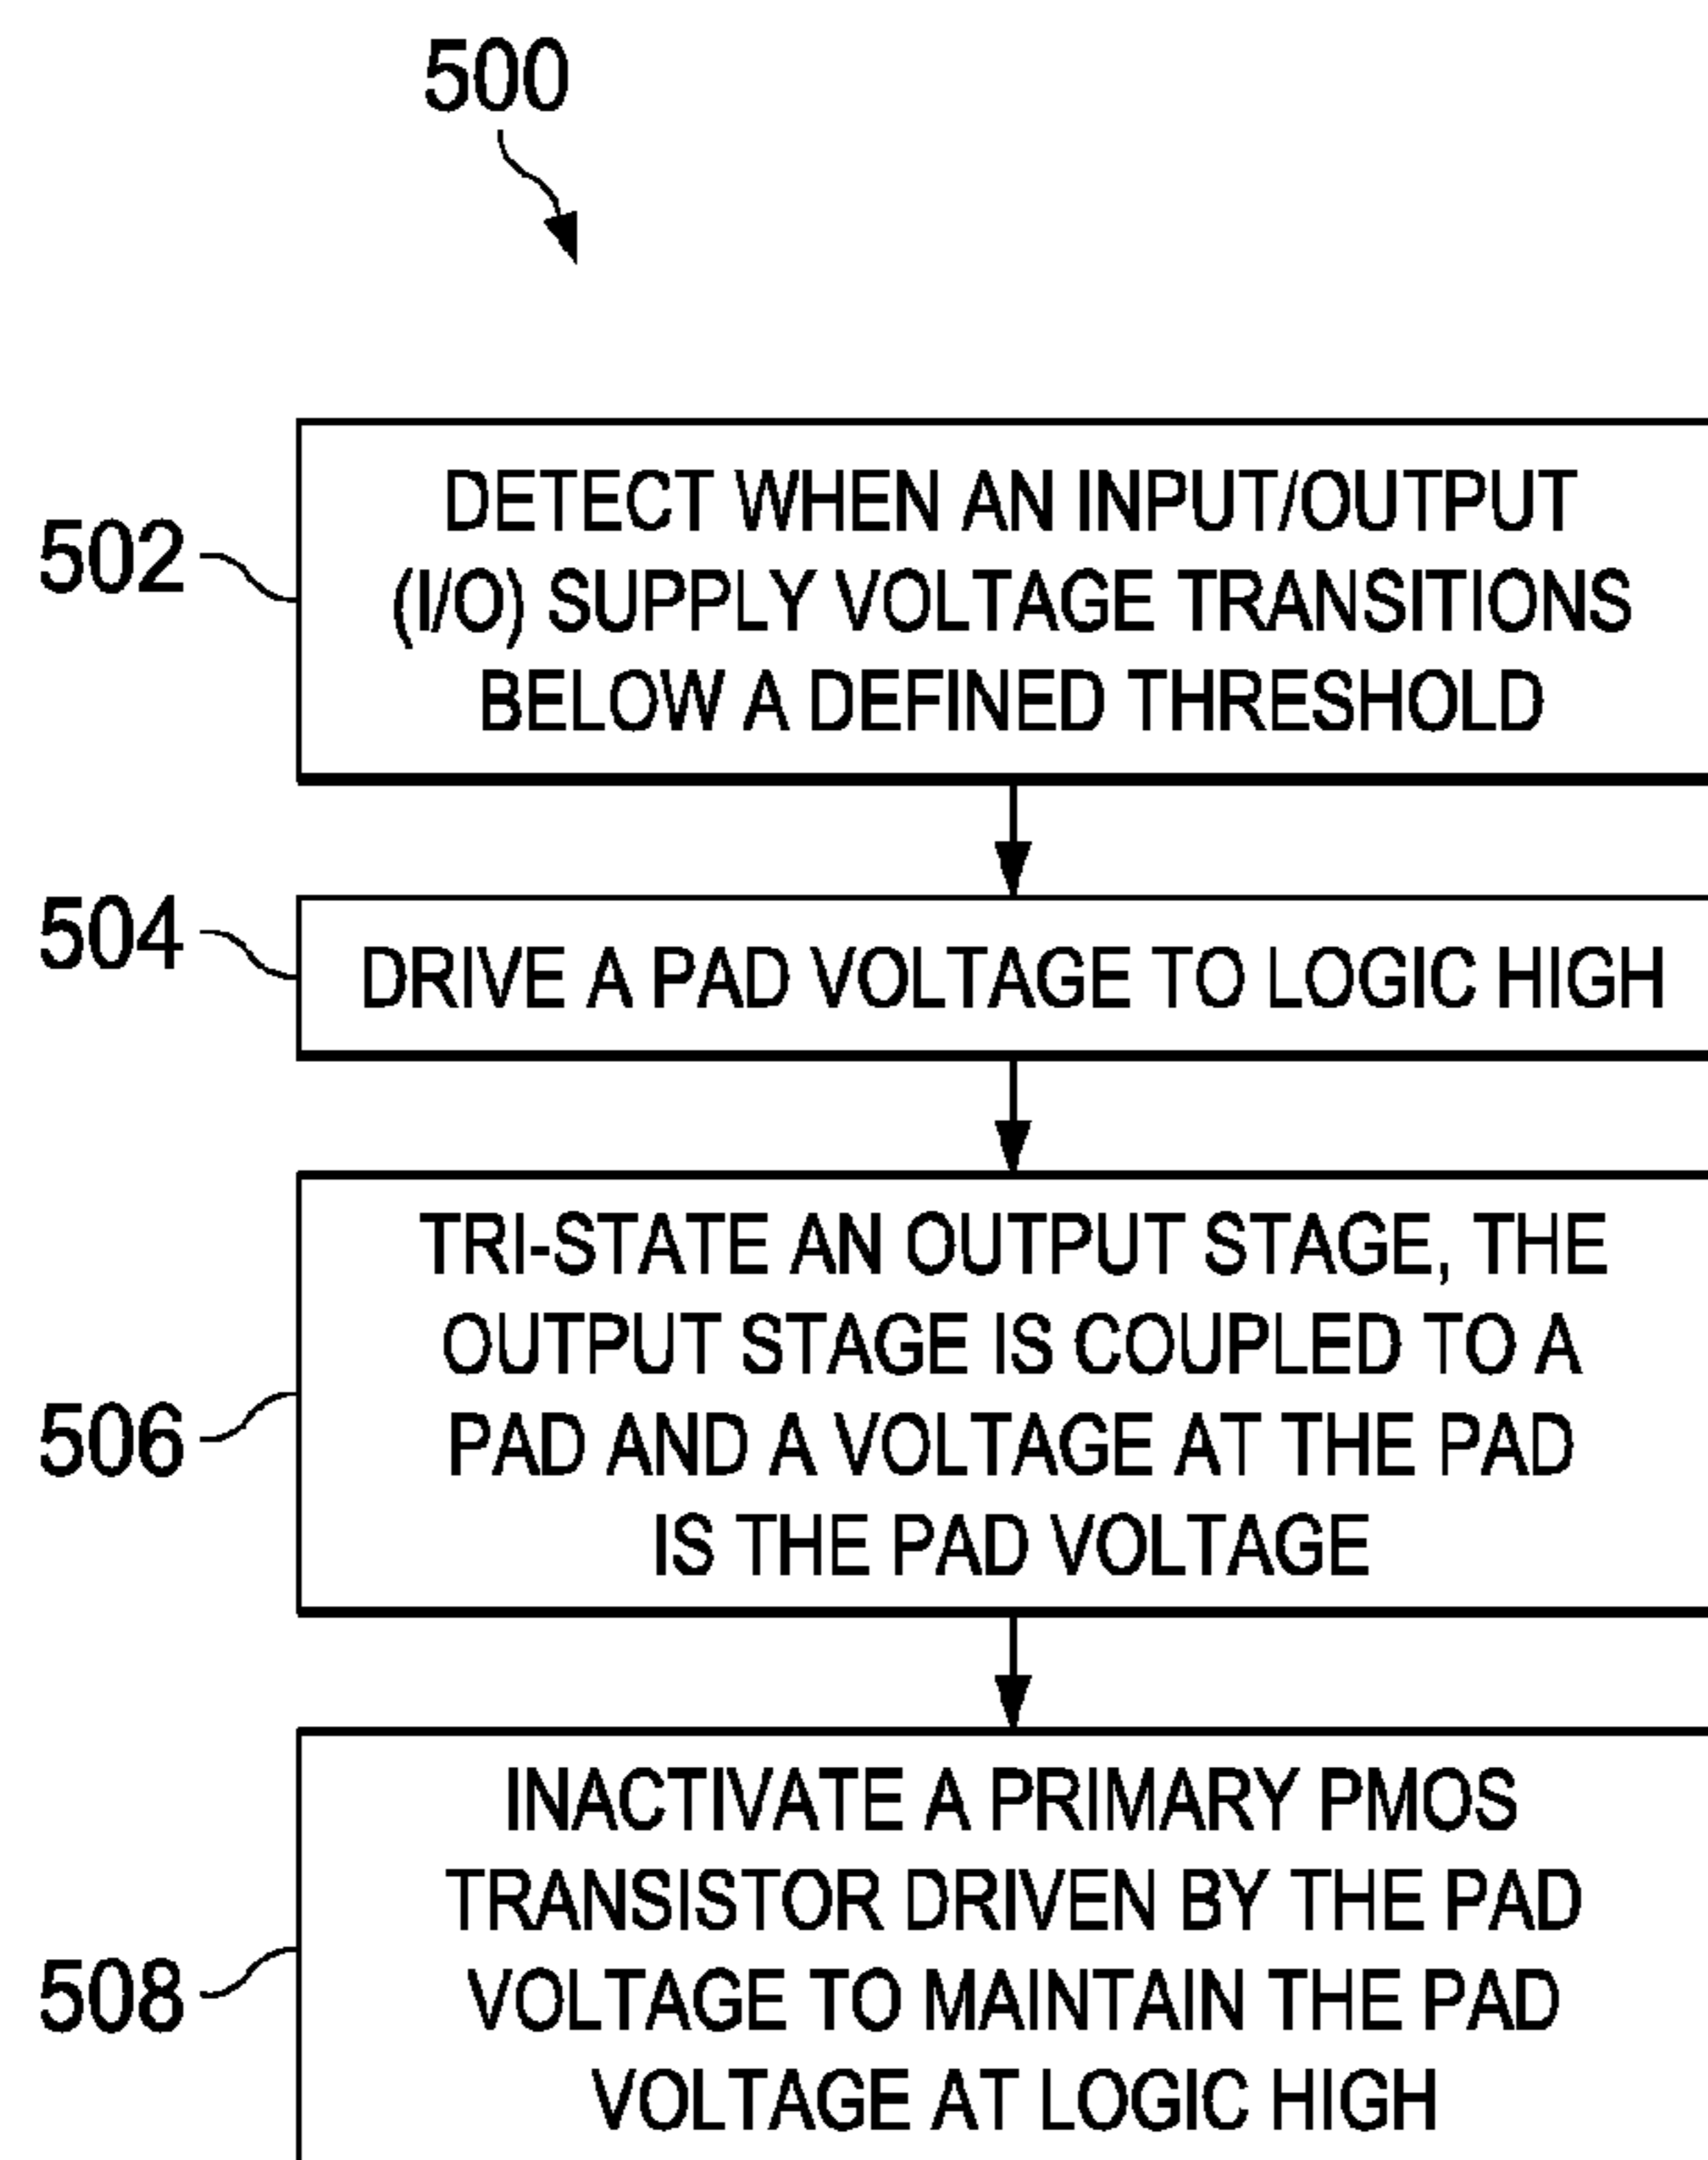 500
502
DETECT WHEN AN INPUT/OUTPUT
(I/O) SUPPLY VOLTAGE TRANSITIONS
BELOW A DEFINED THRESHOLD
504
DRIVE A PAD VOLTAGE TO LOGIC HIGH
506
TRI-STATE AN OUTPUT STAGE, THE
OUTPUT STAGE IS COUPLED TO A
PAD AND A VOLTAGE AT THE PAD
IS THE PAD VOLTAGE
508
INACTIVATE A PRIMARY PMOS
TRANSISTOR DRIVEN BY THE PAD
VOLTAGE TO MAINTAIN THE PAD
VOLTAGE AT LOGIC HIGH